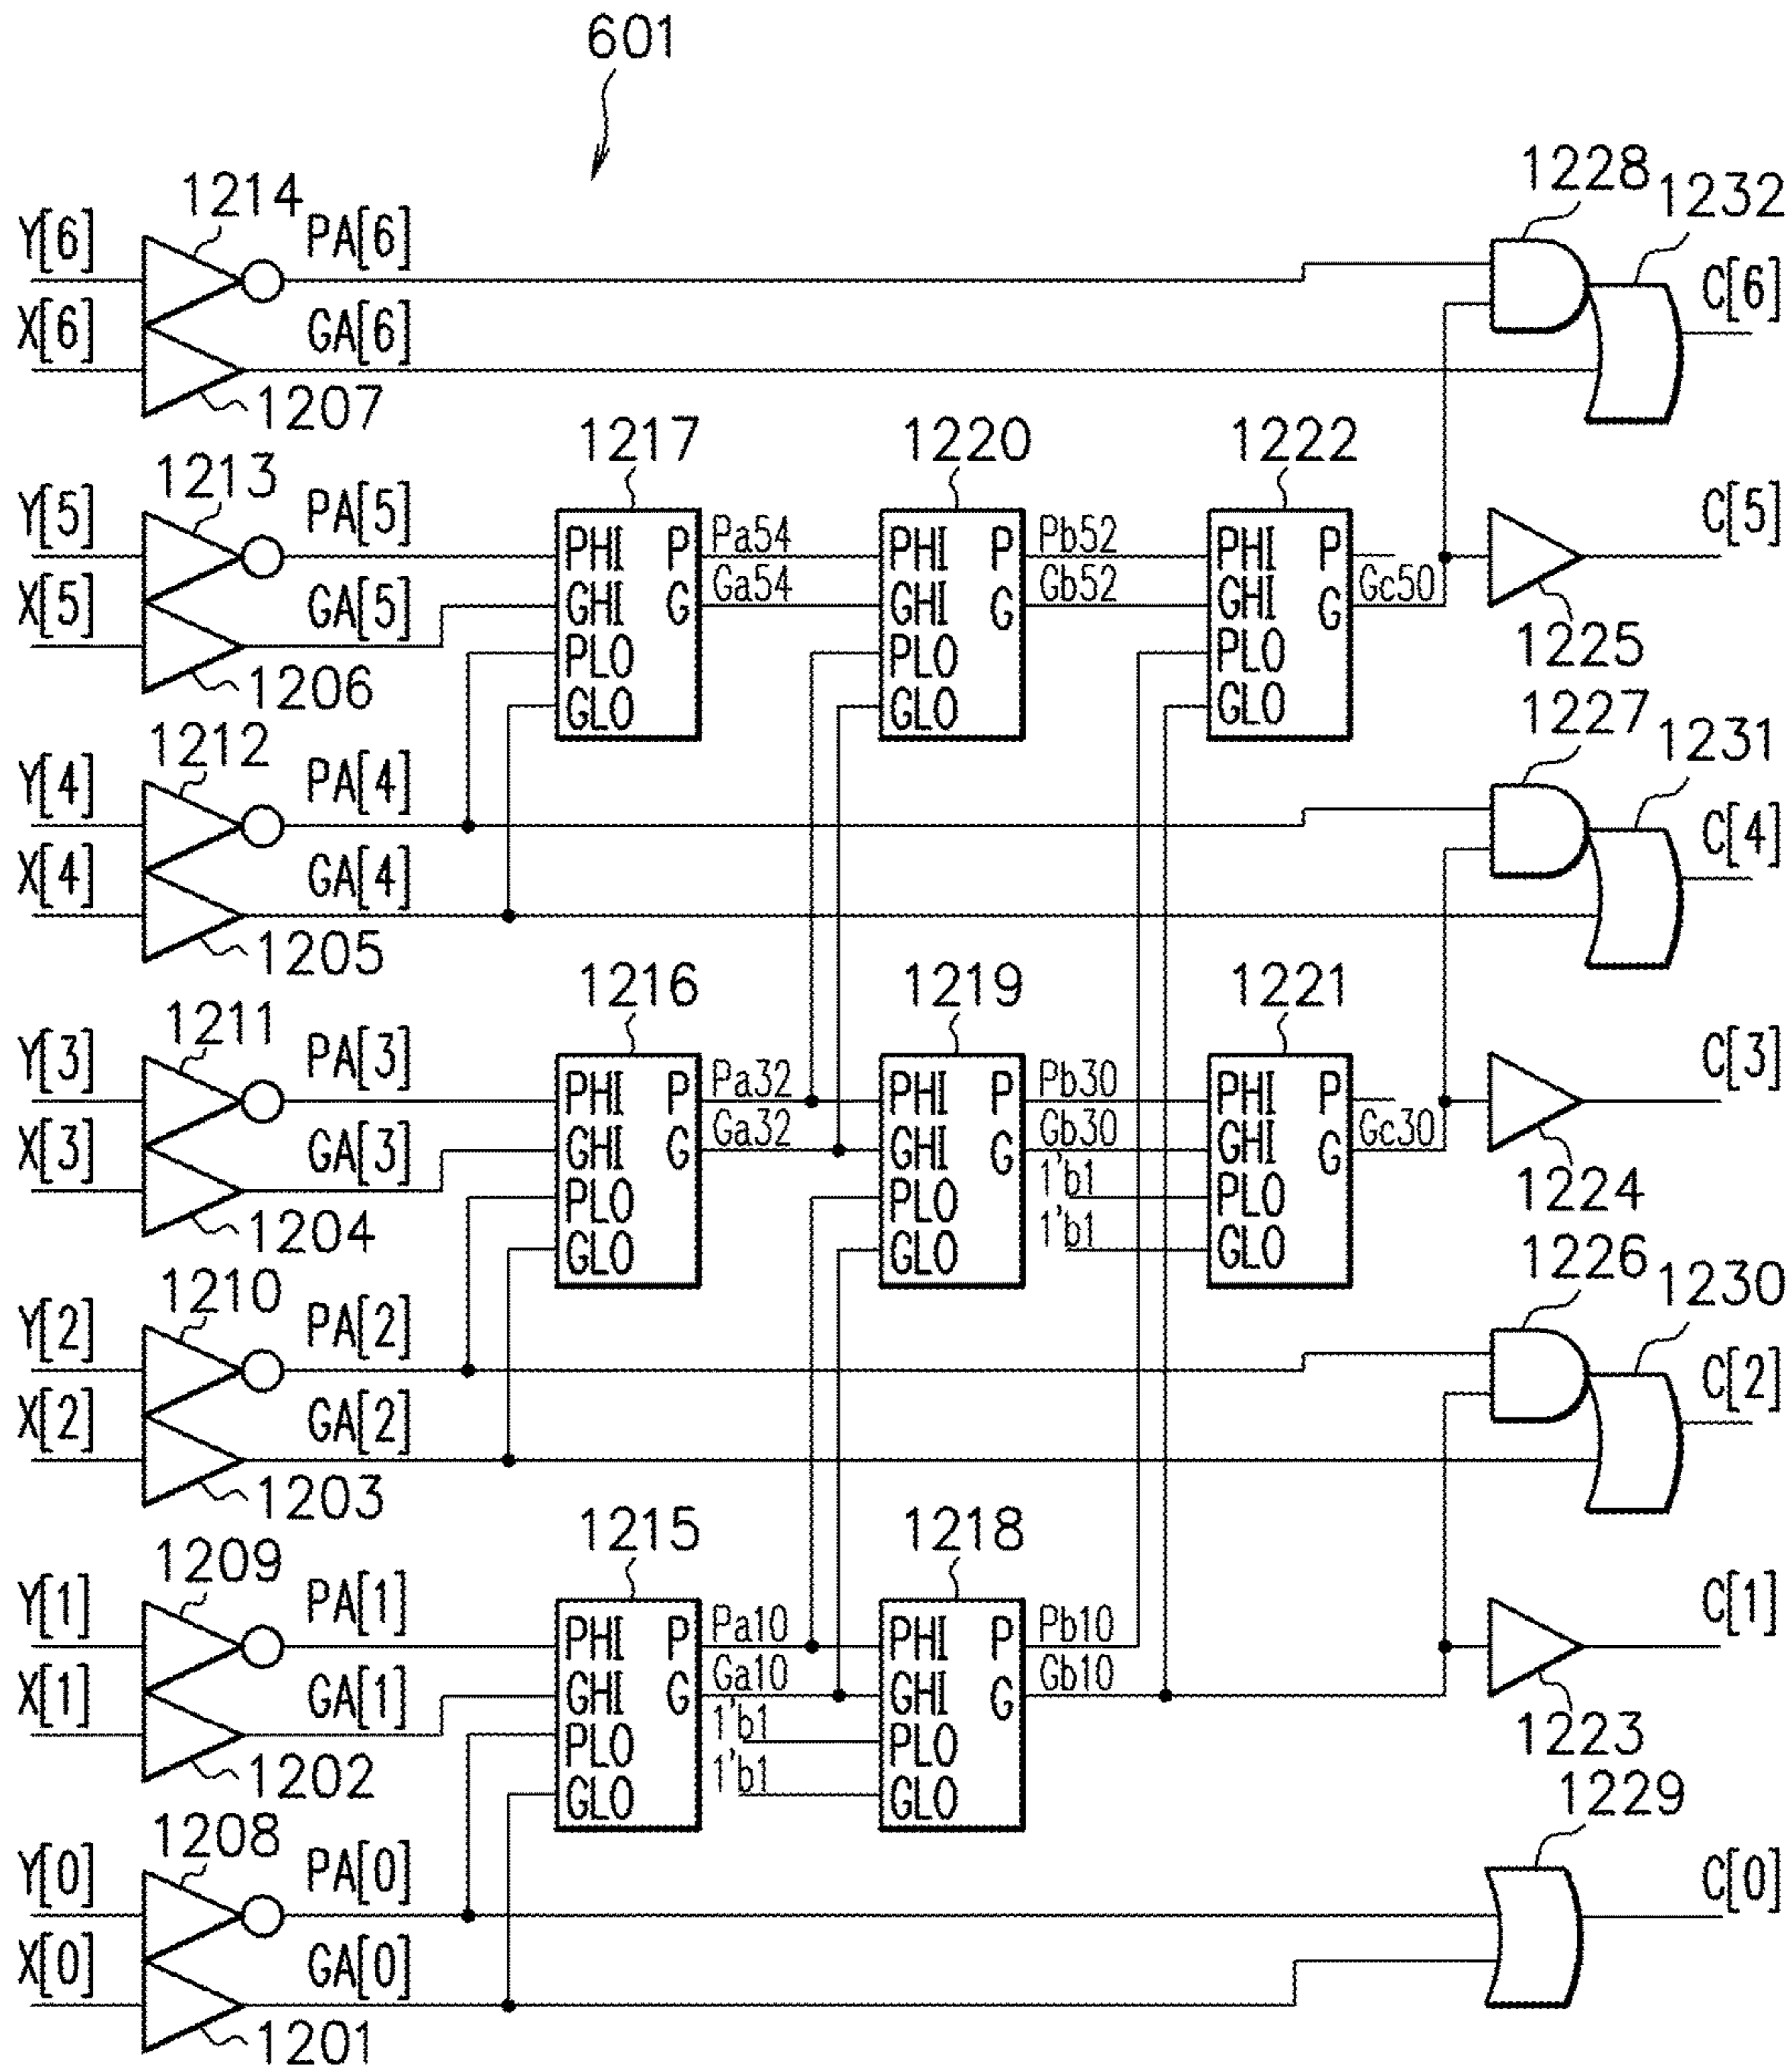 601
1214
1228
1232
Y[6]
PA[6]
C[6]
X[6]
GA[6]
1207
1217
1220
1222
1213
Y[5]
PA[5]
C[5]
PHI P
Pa54
PHI P
Pb52
PHI P
X[5]
GA[5]
GHI G
Ga54
GHI G
Gb52
GHI G
Gc50
PLO
PLO
PLO
1225
1206
GLO
GLO
GLO
1227
1212
1231
Y[4]
PA[4]
C[4]
X[4]
GA[4]
1205
1216
1219
1221
1211
Y[3]
PA[3]
C[3]
PHI P
Pa32
PHI P
Pb30
PHI P
X[3]
GA[3]
GHI G
Ga32
GHI G
Gb30
GHI G
Gc30
PLO
PLO
1'b1
PLO
1224
1204
GLO
GLO
1'b1
GLO
1226
1210
1230
Y[2]
PA[2]
C[2]
X[2]
GA[2]
1203
1215
1218
1209
Y[1]
PA[1]
C[1]
PHI P
Pa10
PHI P
Pb10
X[1]
GA[1]
GHI G
Ga10
GHI G
Gb10
PLO
1'b1
PLO
1223
1202
GLO
1'b1
GLO
1229
1208
Y[0]
PA[0]
C[0]
X[0]
GA[0]
1201